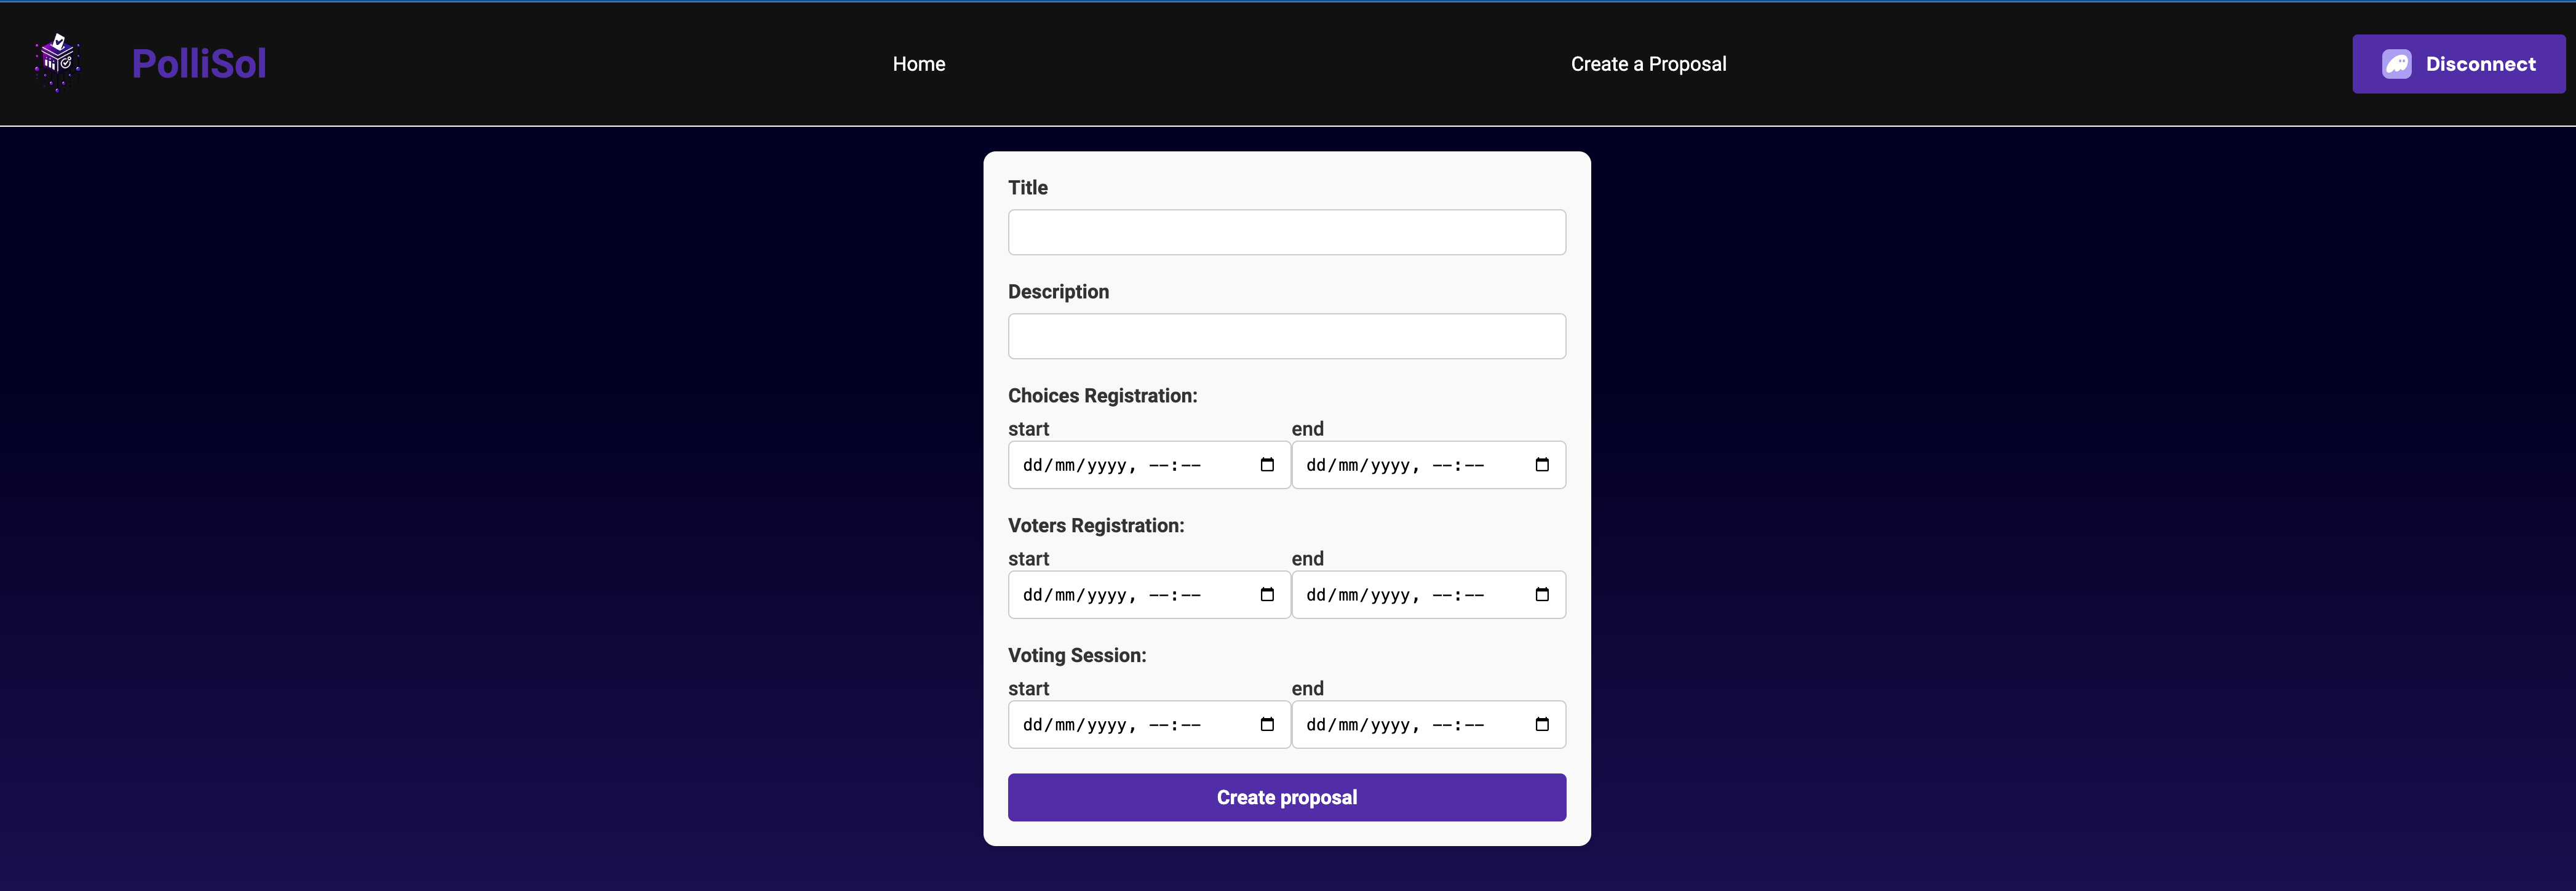 PolliSol
Home
Create a Proposal
Disconnect
Title
Description
Choices Registration:
start end
dd/mm/yyyy, --:-- dd/mm/yyyy, --:--
Voters Registration:
start end
dd/mm/yyyy, --:-- dd/mm/yyyy, --:--
Voting Session:
start end
dd/mm/yyyy, --:-- dd/mm/yyyy, --:--
Create proposal